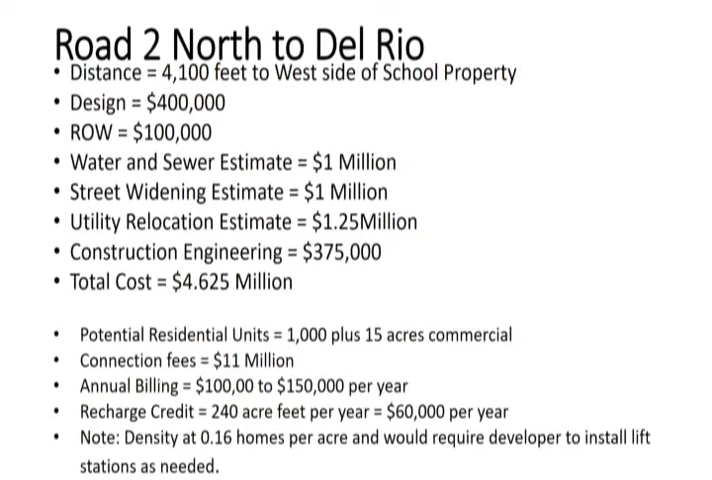 Road 2 North to Del Rio
• Distance = 4,100 feet to West side of School Property
• Design = $400,000
• ROW = $100,000
• Water and Sewer Estimate = $1 Million
• Street Widening Estimate = $1 Million
• Utility Relocation Estimate = $1.25Million
• Construction Engineering = $375,000
• Total Cost = $4.625 Million
• Potential Residential Units = 1,000 plus 15 acres commercial
• Connection fees = $11 Million
• Annual Billing = $100,00 to $150,000 per year
• Recharge Credit = 240 acre feet per year = $60,000 per year
• Note: Density at 0.16 homes per acre and would require developer to install lift
stations as needed.